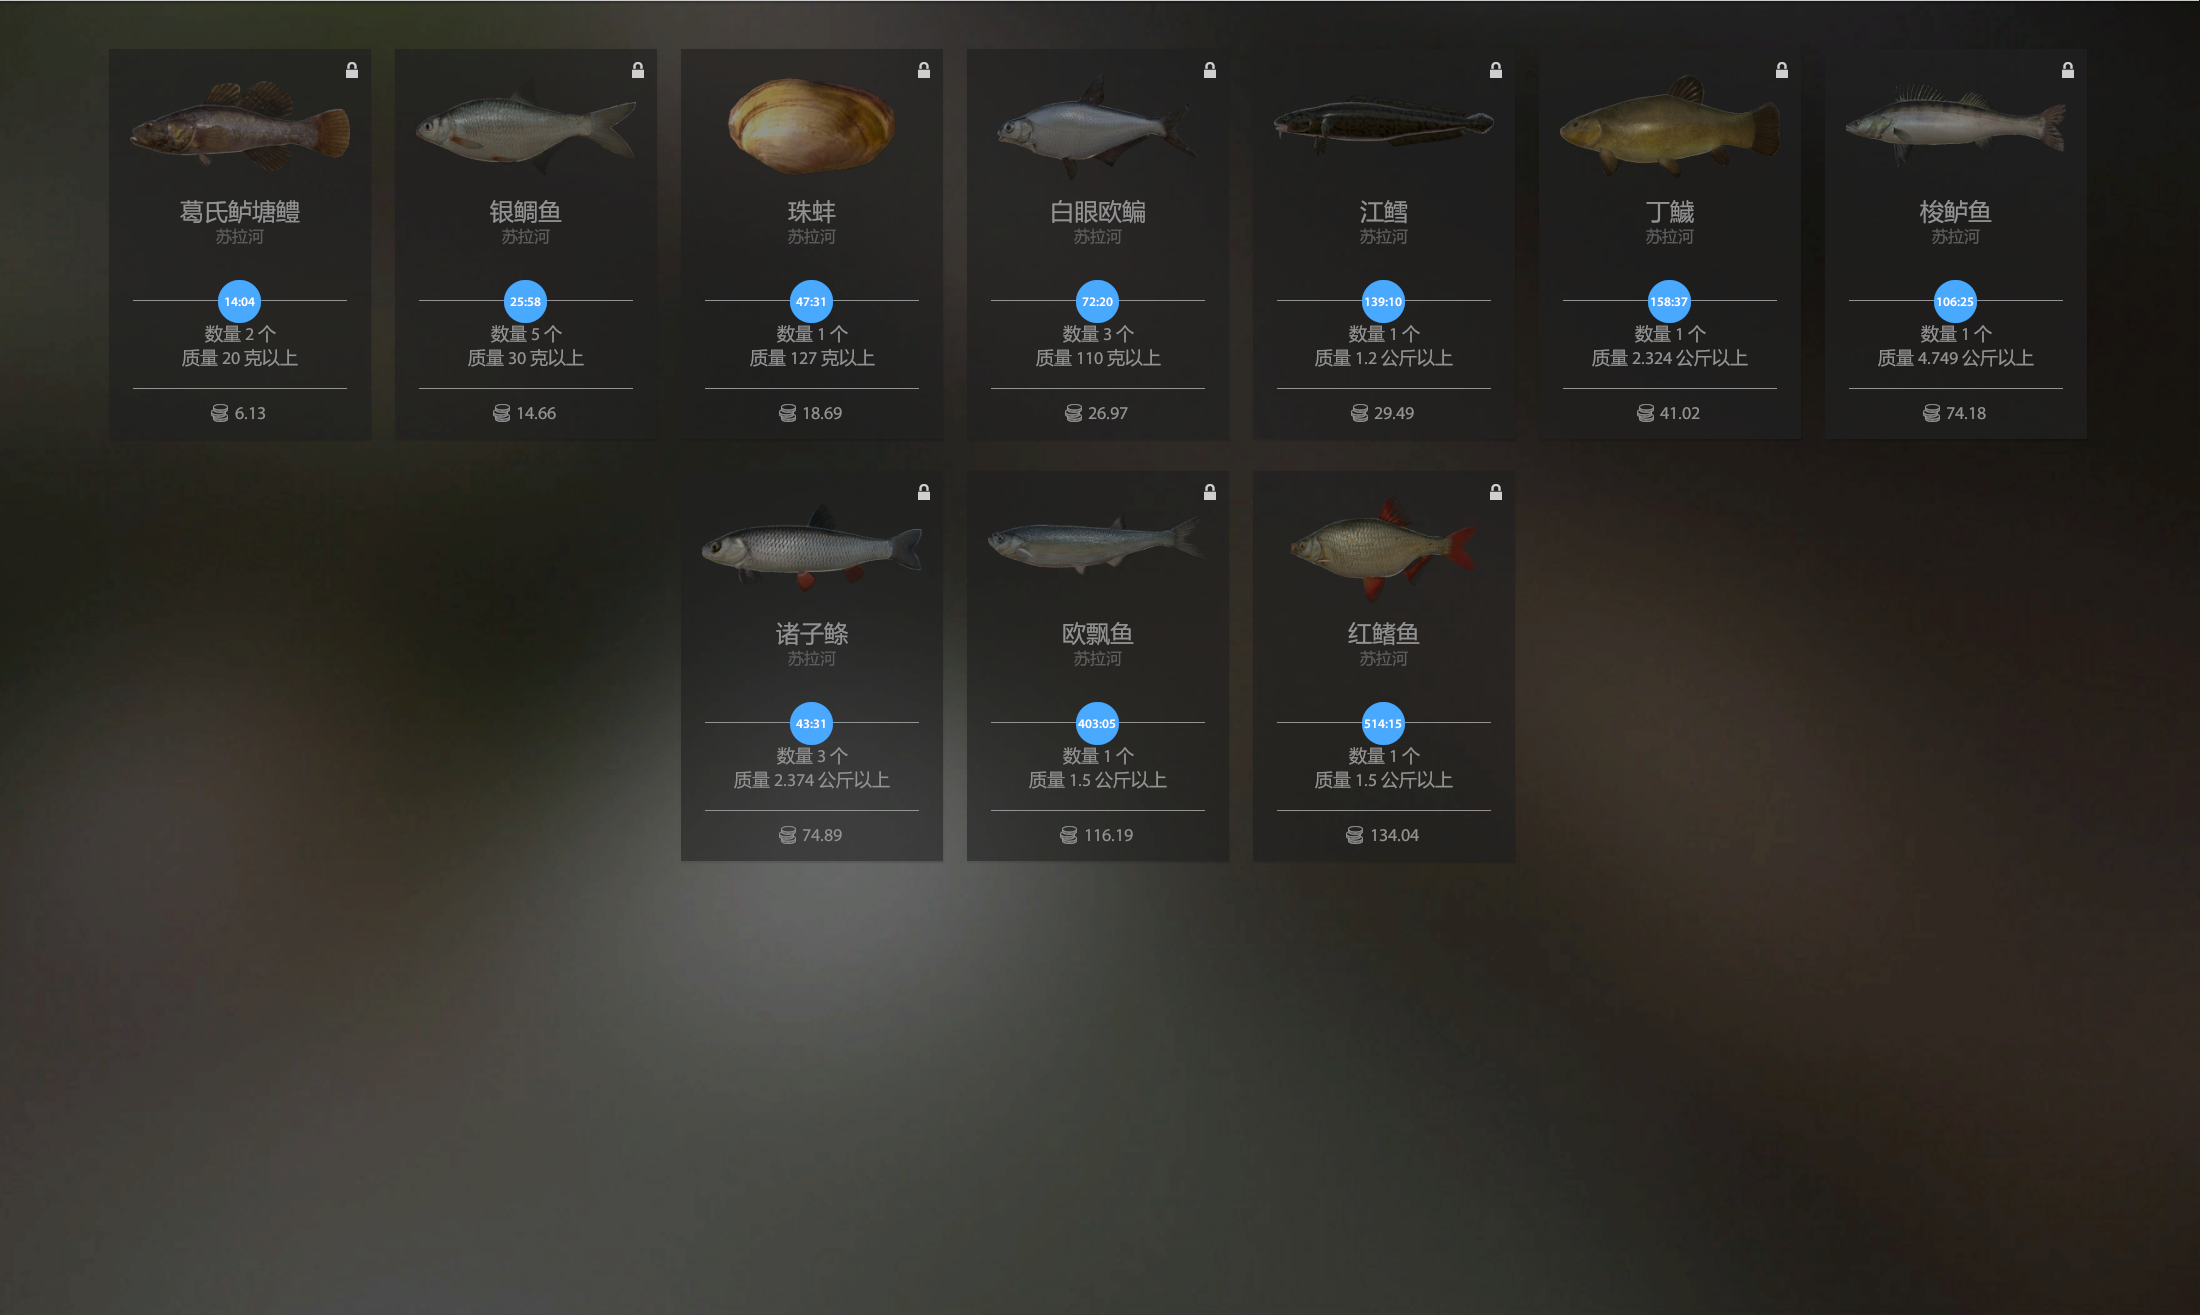 葛氏鲈塘鳢
苏拉河
14:04
数量 2 个
质量 20 克以上
6.13
银鲷鱼
苏拉河
25:58
数量 5 个
质量 30 克以上
14.66
珠蚌
苏拉河
47:31
数量 1 个
质量 127 克以上
18.69
白眼欧鳊
苏拉河
72:20
数量 3 个
质量 110 克以上
26.97
江鳕
苏拉河
139:10
数量 1 个
质量 1.2 公斤以上
29.49
丁鱥
苏拉河
158:37
数量 1 个
质量 2.324 公斤以上
41.02
梭鲈鱼
苏拉河
106:25
数量 1 个
质量 4.749 公斤以上
74.18
诸子鲦
苏拉河
43:31
数量 3 个
质量 2.374 公斤以上
74.89
欧飘鱼
苏拉河
403:05
数量 1 个
质量 1.5 公斤以上
116.19
红鳍鱼
苏拉河
514:15
数量 1 个
质量 1.5 公斤以上
134.04